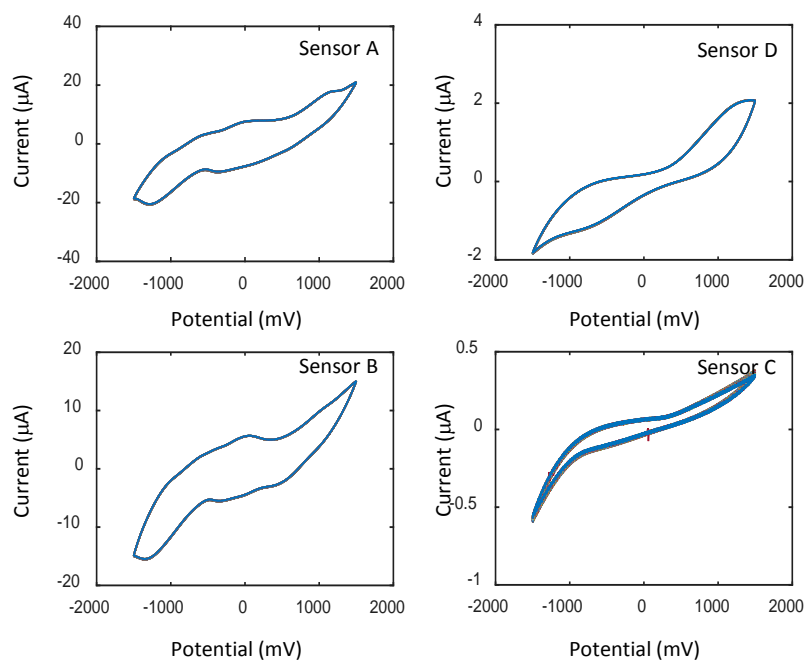 Sensor A
40
20
0
-20
-40
-2000 -1000 0 1000 2000
Current (µA)
Potential (mV)
Sensor D
4
2
0
-2
-2000 -1000 0 1000 2000
Current (µA)
Potential (mV)
Sensor B
20
10
0
-10
-20
-2000 -1000 0 1000 2000
Current (µA)
Potential (mV)
Sensor C
0.5
0
-0.5
-1
-2000 -1000 0 1000 2000
Current (µA)
Potential (mV)